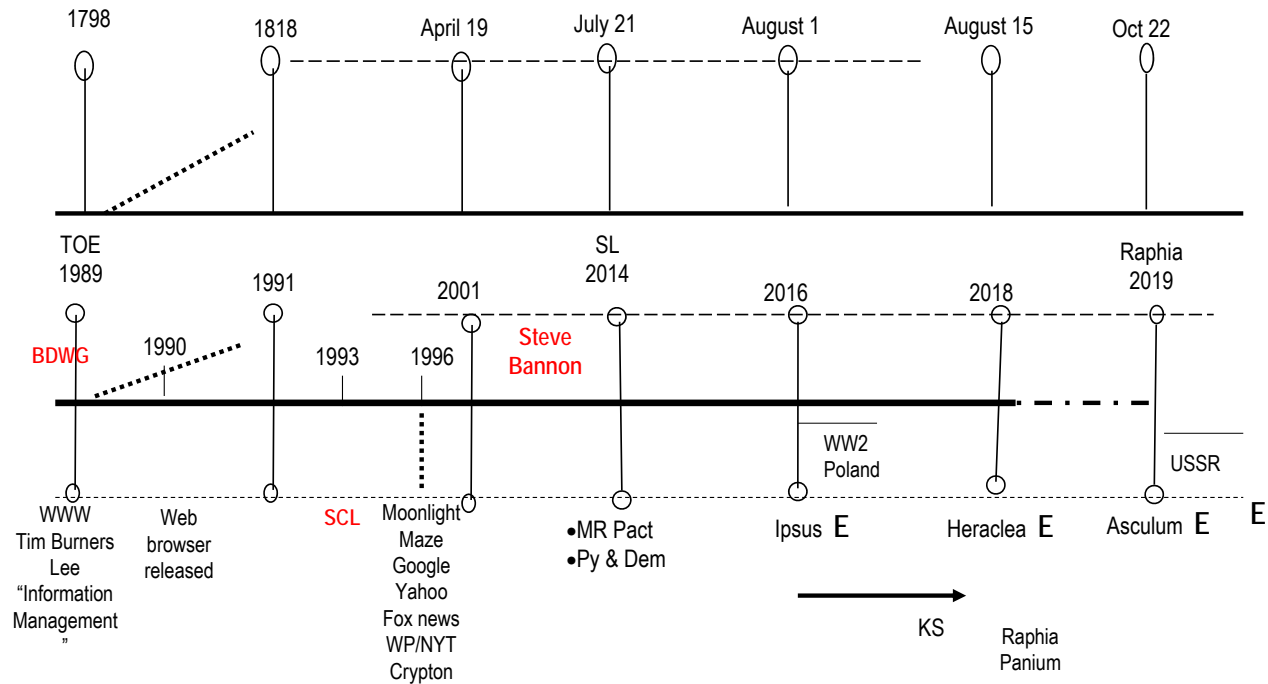 1798
1818
April 19
July 21
August 1
August 15
Oct 22
TOE
1989
1991
2001
SL
2014
2016
2018
Raphia
2019
BDWG
1990
1993
1996
Steve
Bannon
WW2
Poland
USSR
WWW
Tim Burners
Lee
“Information
Management
”
Web
browser
released
SCL
Moonlight
Maze
Google
Yahoo
Fox news
WP/NYT
Crypton
•MR Pact
•Py & Dem
Ipsus E
Heraclea E
Asculum E
E
KS
Raphia
Panium